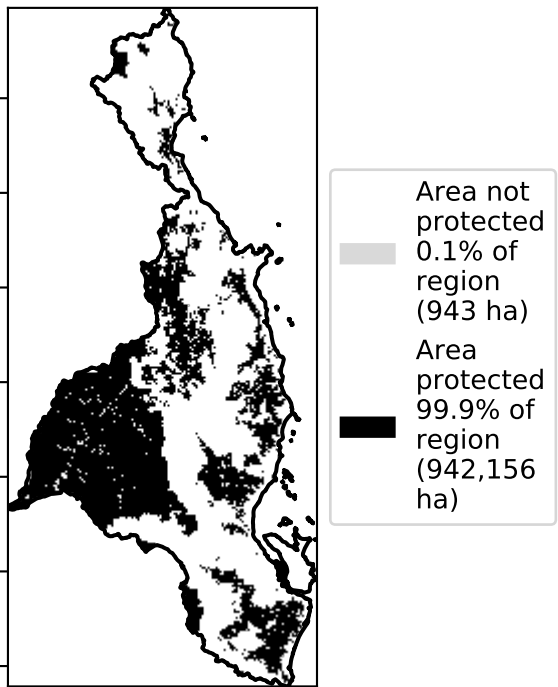 Area not
protected
0.1% of
region
(943 ha)
Area
protected
99.9% of
region
(942,156
ha)